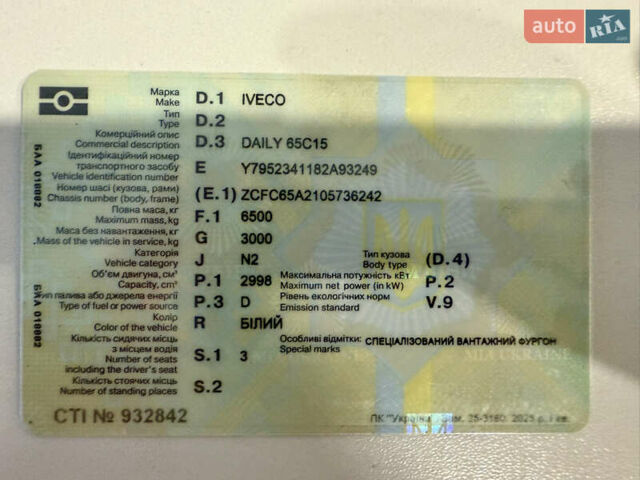 auto RIA.com
Марка
Make D.1 IVECO
Тип
Type D.2
Комерційний опис
Commercial description D.3 DAILY 65C15
Ідентифікаційний номер
транспортного засобу
Vehicle identification number E Y7952341182A93249
Номер шасі (кузова, рами)
Chassis number (body, frame) (E.1) ZCFC65A2105736242
Повна маса, кг
Maximum mass, kg F.1 6500
Маса без навантаження, кг
Mass of the vehicle in service, kg G 3000
Категорія
Vehicle category J N2
Тип кузова
Body type (D.4)
Об'єм двигуна, см³
Capacity, cm³ P.1 2998
Максимальна потужність кВт
Maximum net power (in kW) P.2
Тип палива або джерела енергії
Type of fuel or power source P.3 D
Рівень екологічних норм
Emission standard V.9
Колір
Color of the vehicle R БІЛИЙ
Кількість сидячих місць
з місцем водія
Number of seats
including the driver's seat S.1 3
Особливі відмітки: СПЕЦІАЛІЗОВАНИЙ ВАНТАЖНИЙ ФУРГОН
Special marks
Кількість стоячих місць
Number of standing places S.2
СТІ № 932842
ПК "Україна"